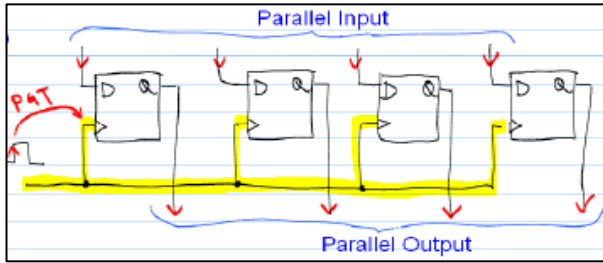 Parallel Input
D Q D Q D Q D Q
PGT
Parallel Output